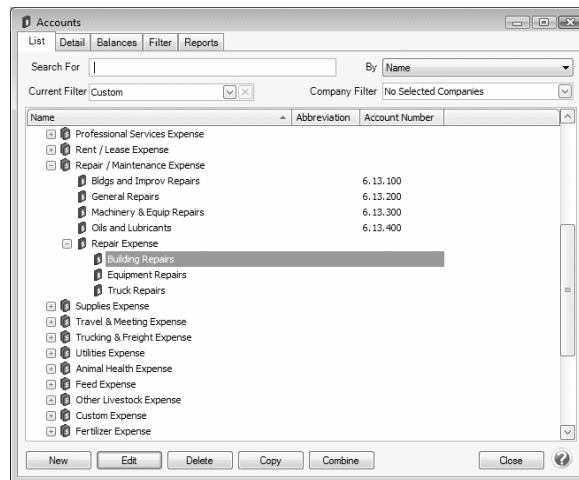 Accounts
List Detail Balances Filter Reports
Search For By Name
Current Filter Custom Company Filter No Selected Companies
Name Abbreviation Account Number
Professional Services Expense
Rent / Lease Expense
Repair / Maintenance Expense
Bldgs and Improv Repairs 6.13.100
General Repairs 6.13.200
Machinery & Equip Repairs 6.13.300
Oils and Lubricants 6.13.400
Repair Expense
Building Repairs
Equipment Repairs
Truck Repairs
Supplies Expense
Travel & Meeting Expense
Trucking & Freight Expense
Utilities Expense
Animal Health Expense
Feed Expense
Other Livestock Expense
Custom Expense
Fertilizer Expense
New Edit Delete Copy Combine Close ?